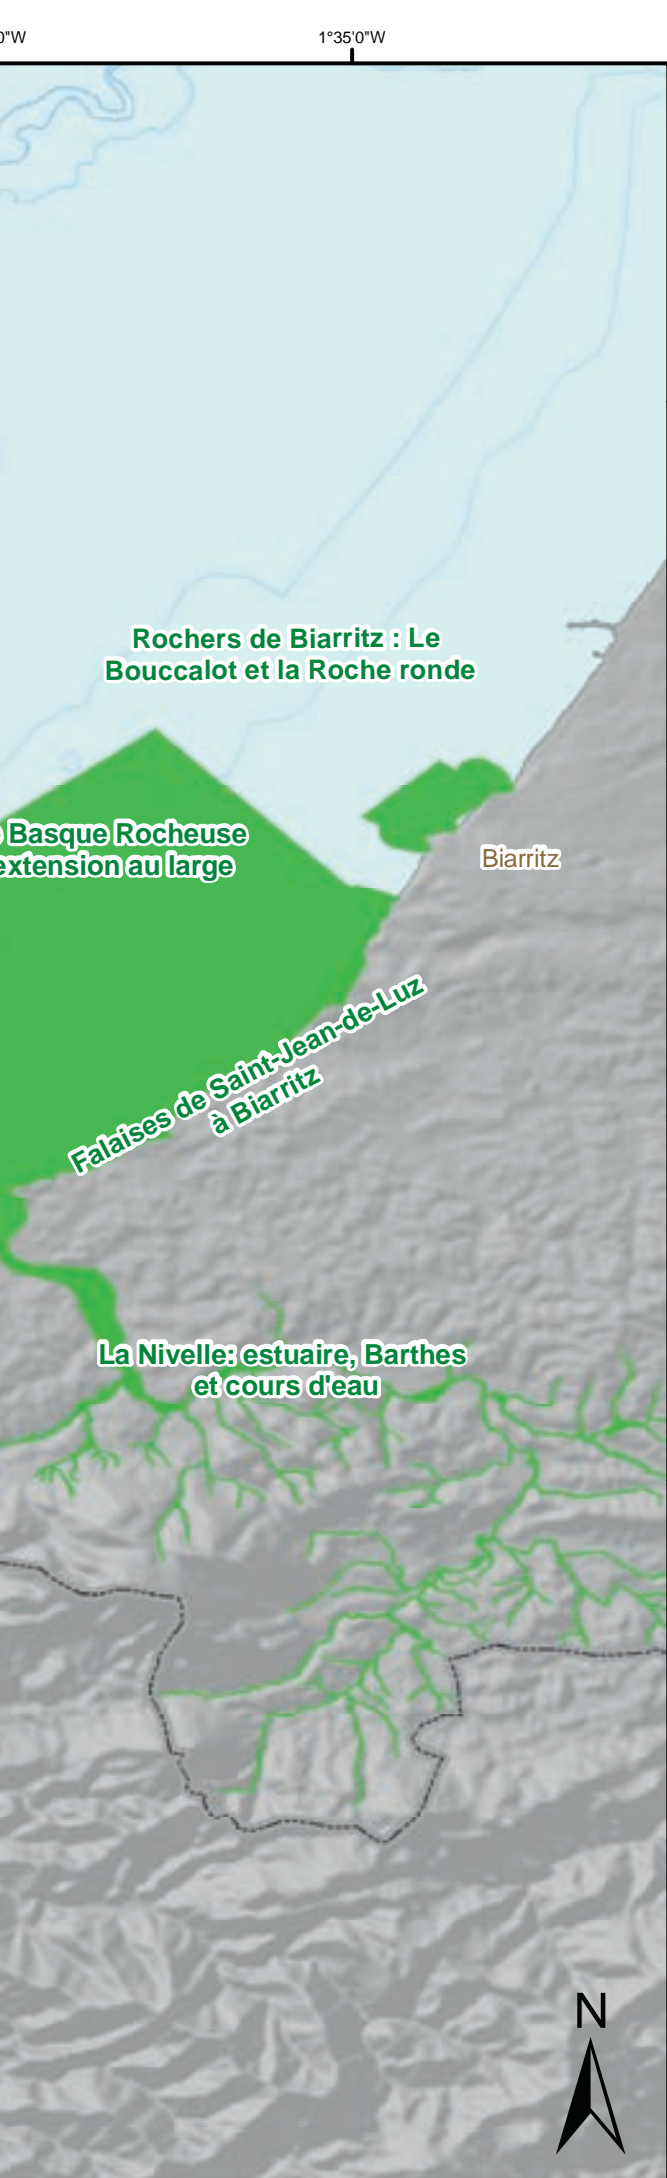 0"W
1°35'0"W
Rochers de Biarritz : Le
Bouccalot et la Roche ronde
Basque Rocheuse
extension au large
Biarritz
Falaises de Saint-Jean-de-Luz
à Biarritz
La Nivelle: estuaire, Barthes
et cours d'eau
N